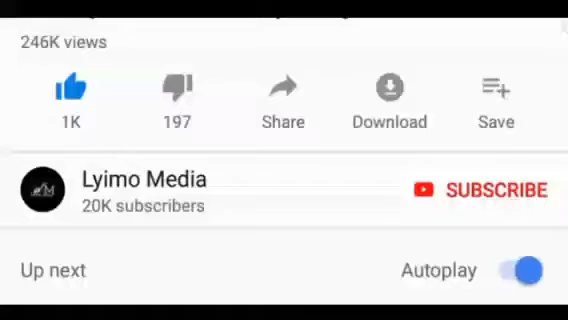 246K views
1K 197 Share Download Save
Lyimo Media
20K subscribers
SUBSCRIBE
Up next
Autoplay